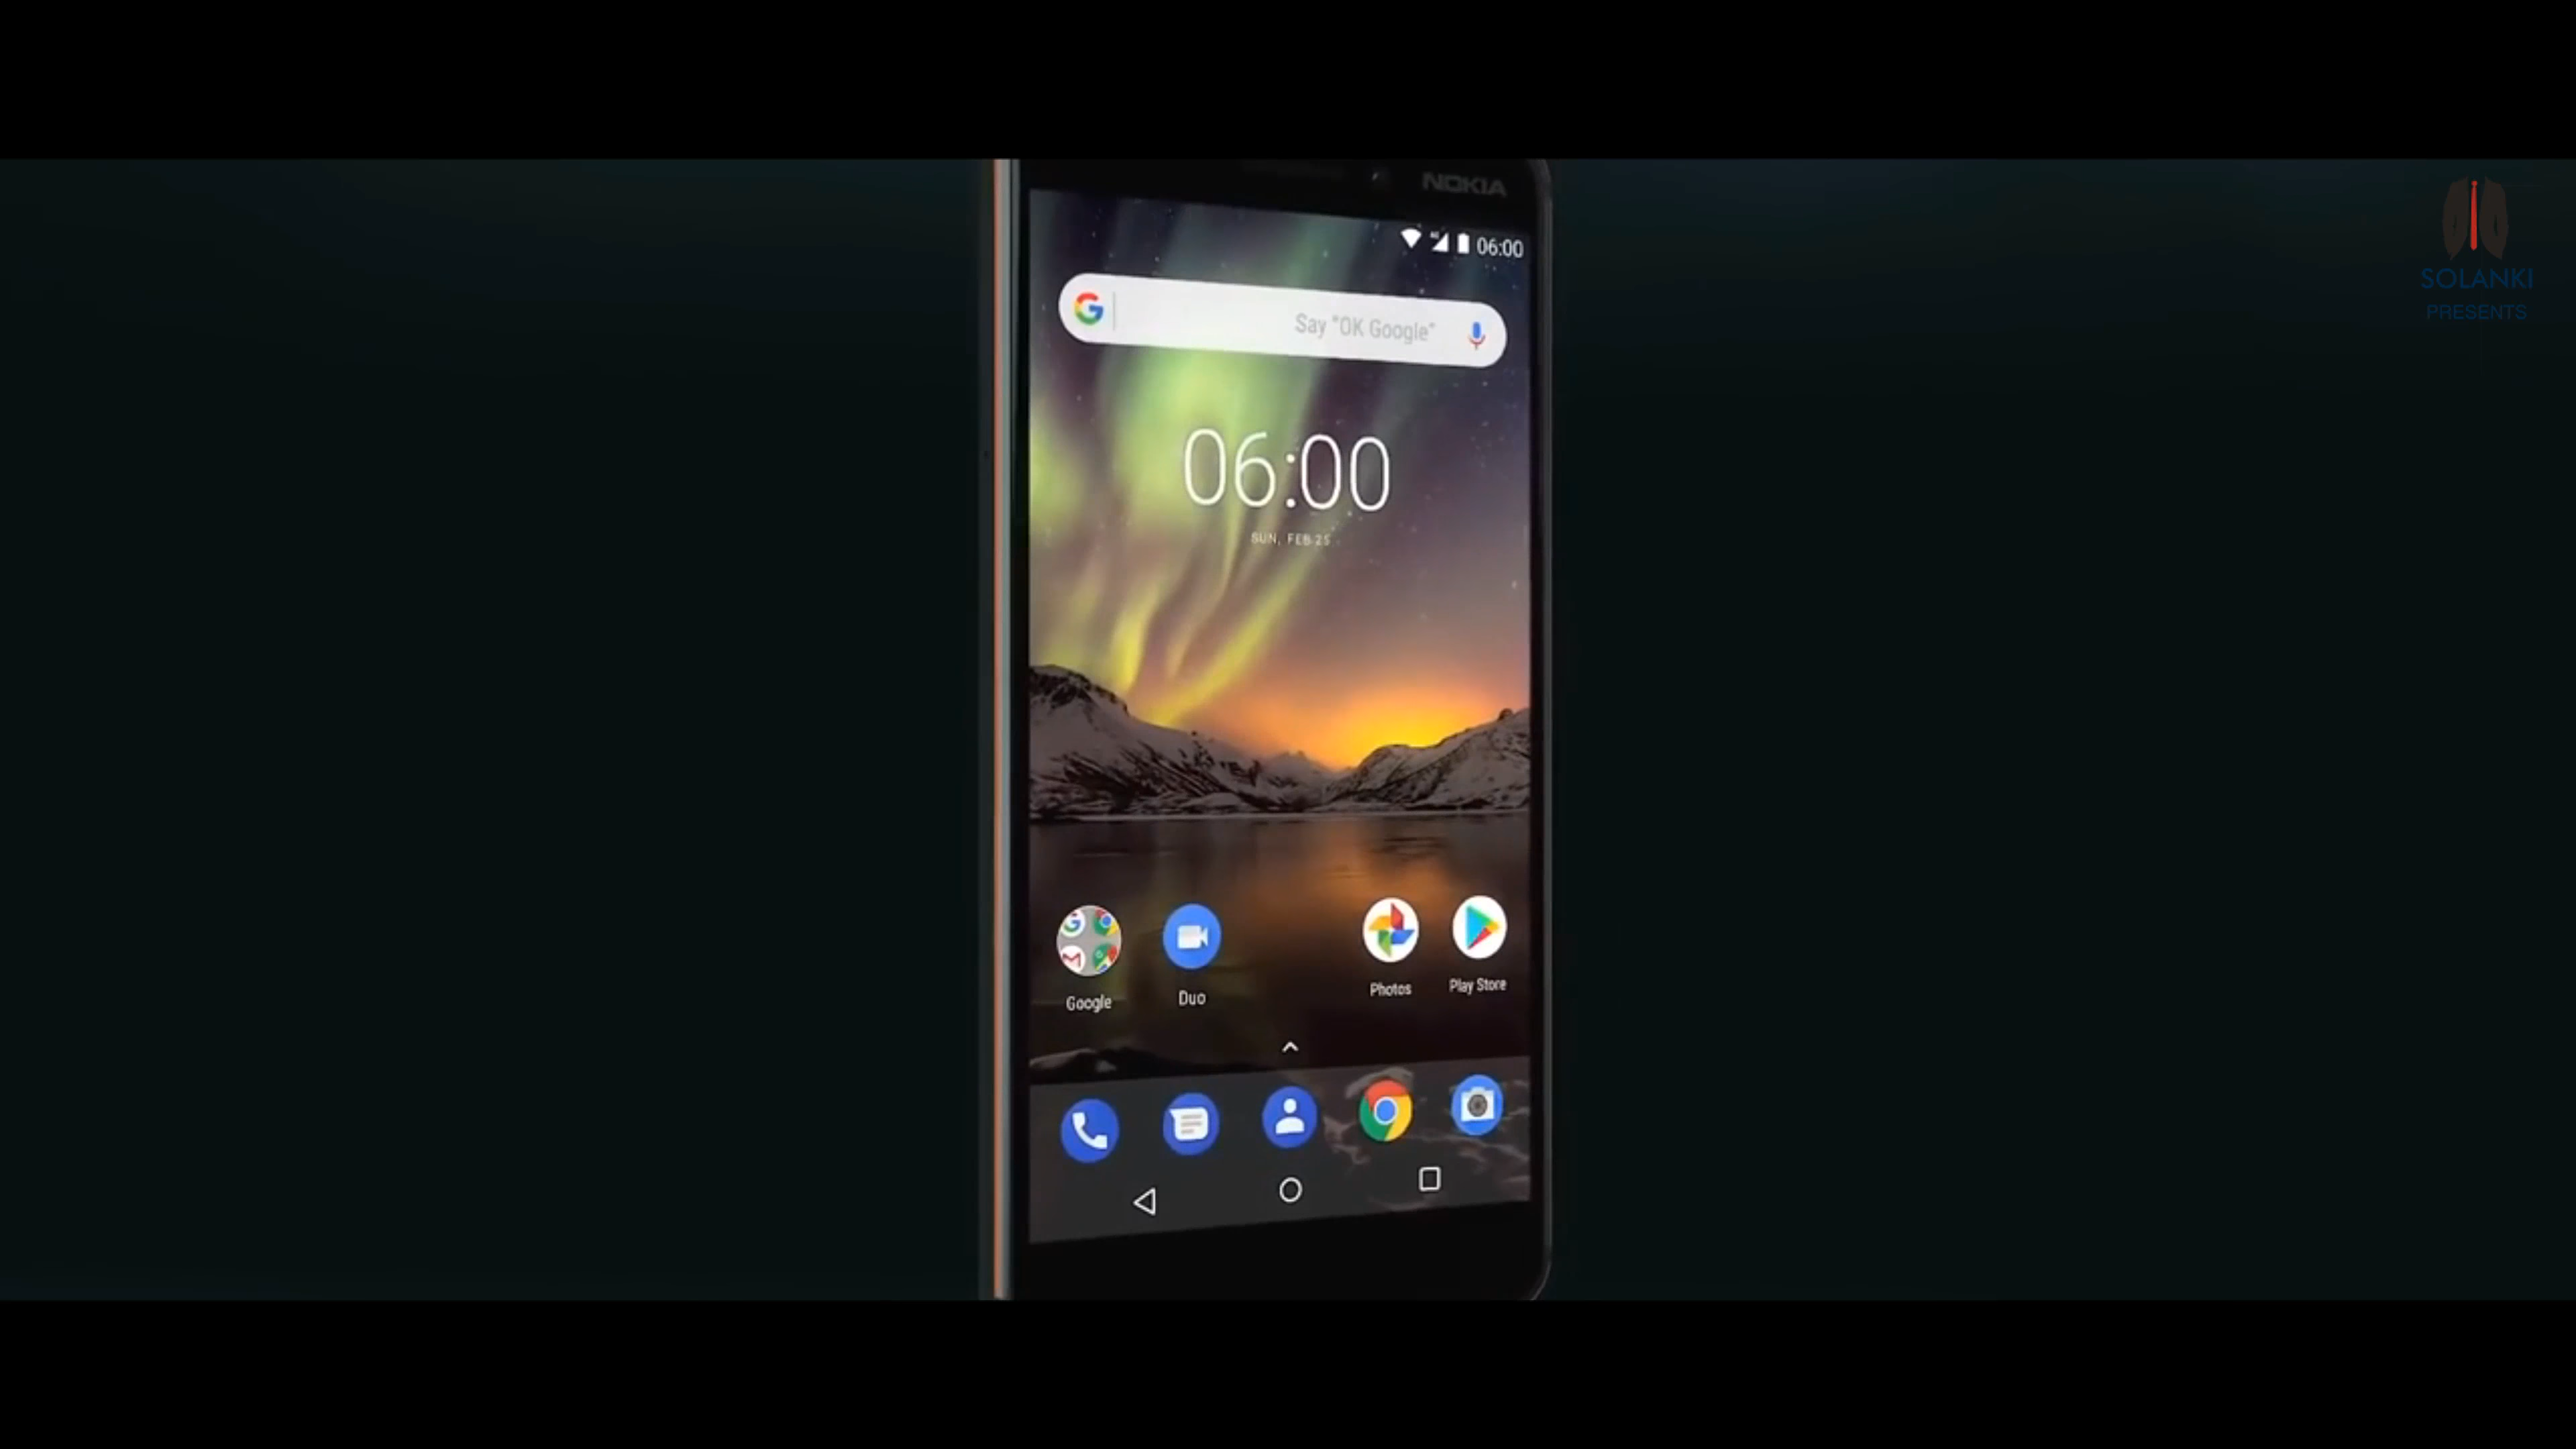 NOKIA
06:00
Say "OK Google"
06:00
SUN, FEB 25
Google
Duo
Photos
Play Store
SOLANKI
PRESENTS